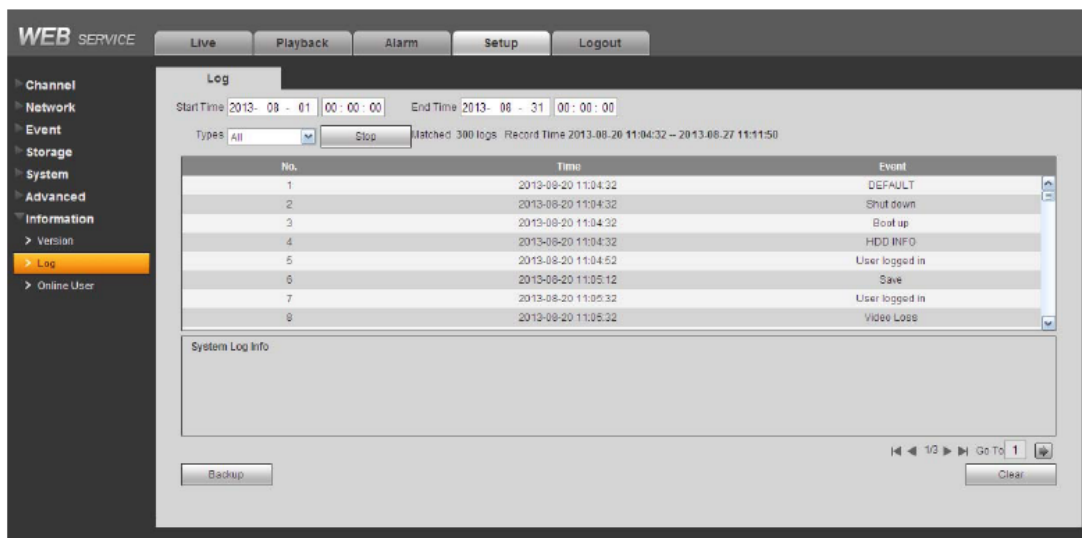 WEB SERVICE
Live Playback Alarm Setup Logout
Channel
Network
Event
Storage
System
Advanced
Information
> Version
> Log
> Online User
Log
Start Time 2013- 08 - 01 00 : 00 : 00 End Time 2013- 08 - 31 00 : 00 : 00
Types All Stop Matched 300 logs Record Time 2013-08-20 11:04:32 -- 2013-08-27 11:11:50
No. Time Event
1 2013-08-20 11:04:32 DEFAULT
2 2013-08-20 11:04:32 Shut down
3 2013-08-20 11:04:32 Boot up
4 2013-08-20 11:04:32 HDD INFO
5 2013-08-20 11:04:52 User logged in
6 2013-08-20 11:05:12 Save
7 2013-08-20 11:05:32 User logged in
8 2013-08-20 11:05:32 Video Loss
System Log Info
1/3 Go To 1
Backup Clear